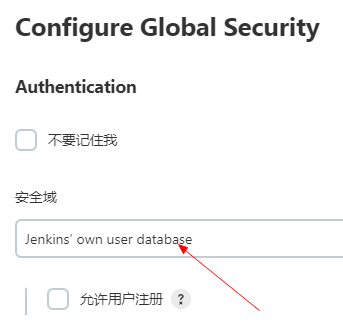 Configure Global Security
Authentication
不要记住我
安全域
Jenkins’ own user database
允许用户注册 ?